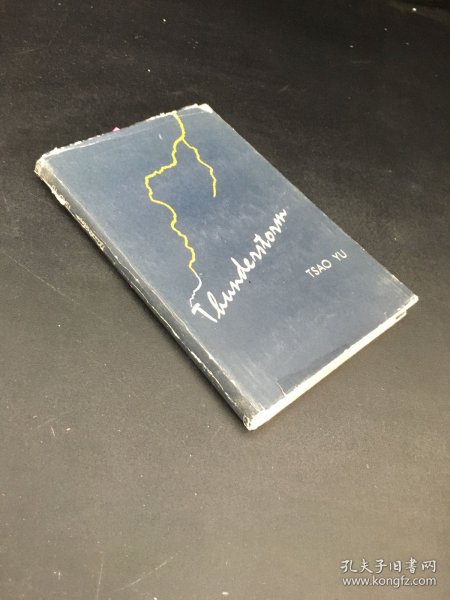 Thunderstorm
TSAO YU
孔夫子旧书网
www.kongfz.com